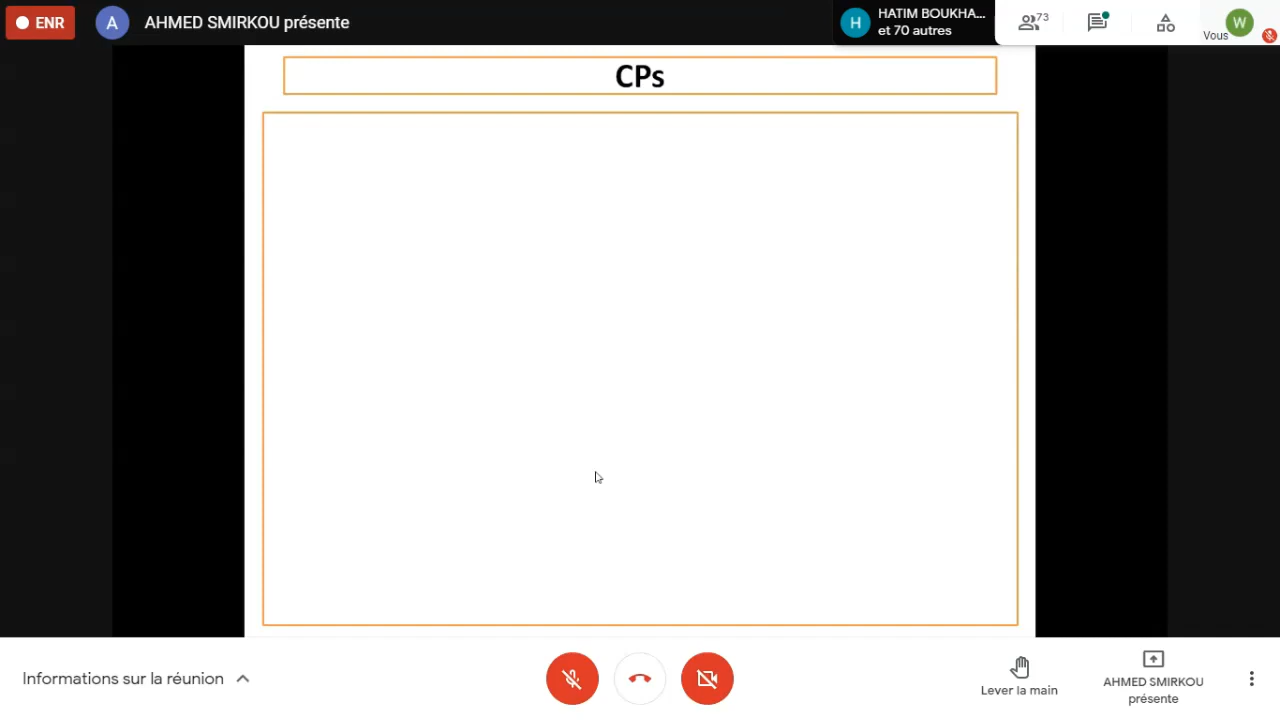 ENR
A
AHMED SMIRKOU présente
H
HATIM BOUKHA...
et 70 autres
73
Vous
W
CPs
Informations sur la réunion
Lever la main
AHMED SMIRKOU
présente